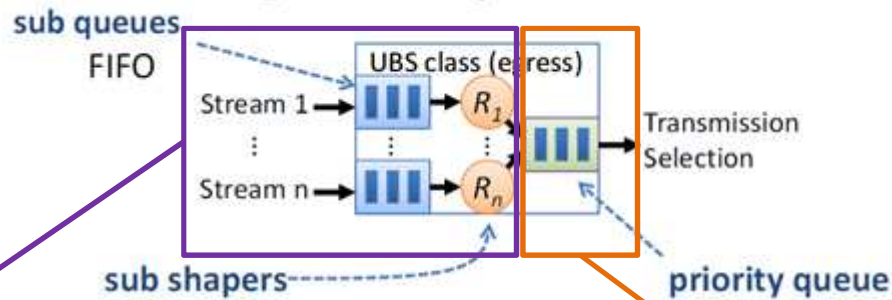 sub queues
FIFO
UBS class (egress)
Stream 1
R1
⋮
⋮
⋮
Stream n
Rn
Transmission
Selection
sub shapers
priority queue